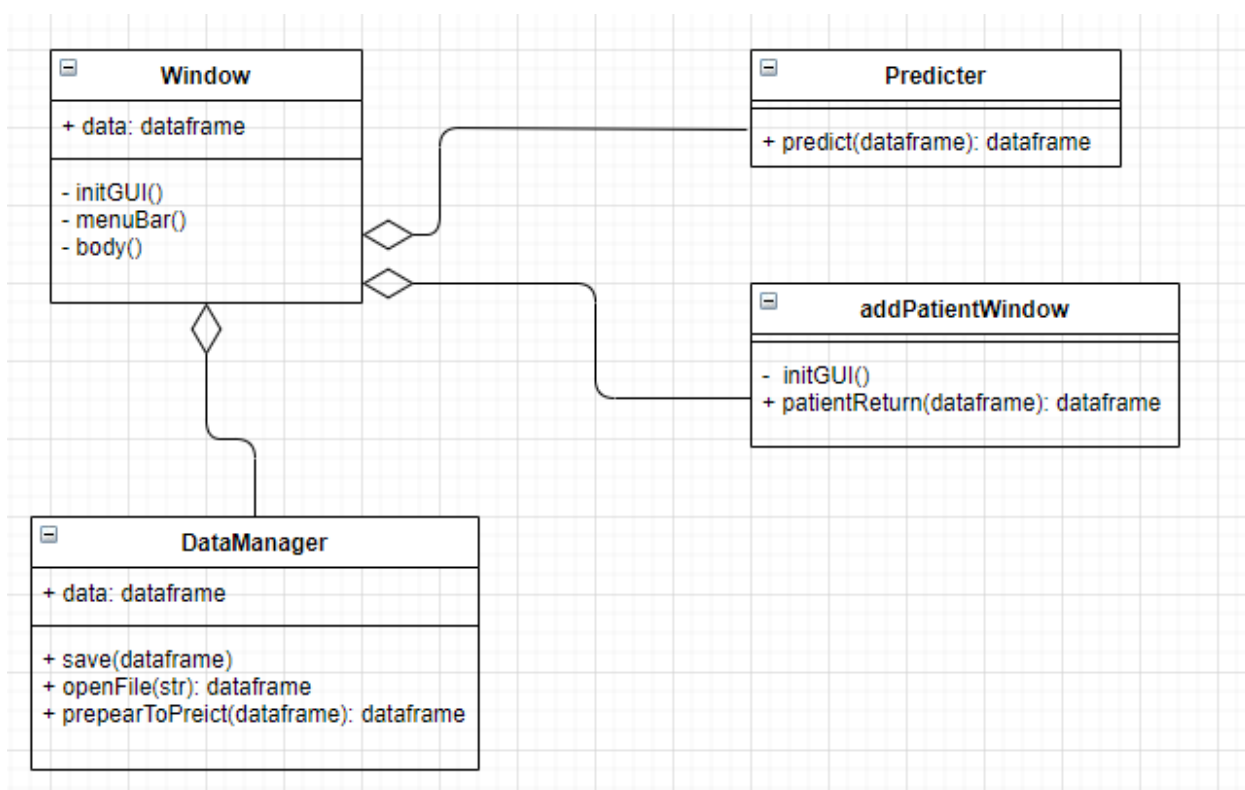 Window
+ data: dataframe
- initGUI()
- menuBar()
- body()
Predicter
+ predict(dataframe): dataframe
addPatientWindow
- initGUI()
+ patientReturn(dataframe): dataframe
DataManager
+ data: dataframe
+ save(dataframe)
+ openFile(str): dataframe
+ prepearToPreict(dataframe): dataframe